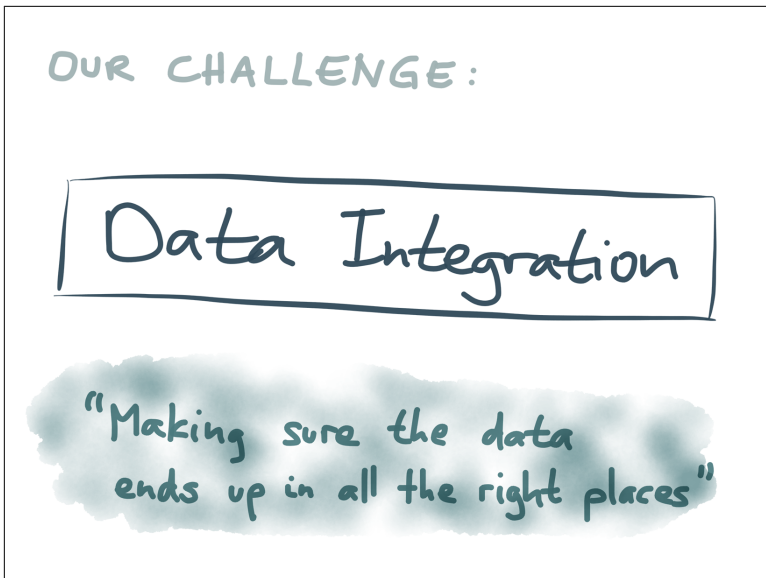 OUR CHALLENGE:
Data Integration
"Making sure the data
ends up in all the right places"